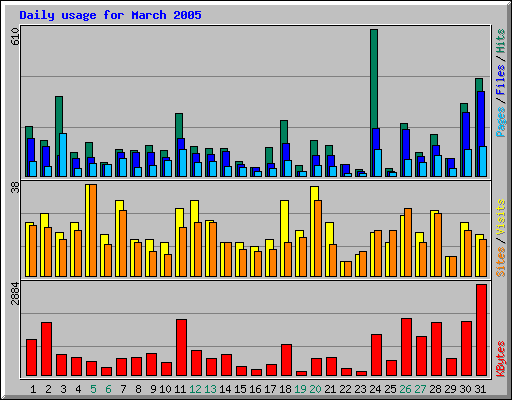 Daily usage for March 2005
610
Pages / Files / Hits
38
Sites / Visits
2884
KBytes
1 2 3 4 5 6 7 8 9 10 11 12 13 14 15 16 17 18 19 20 21 22 23 24 25 26 27 28 29 30 31